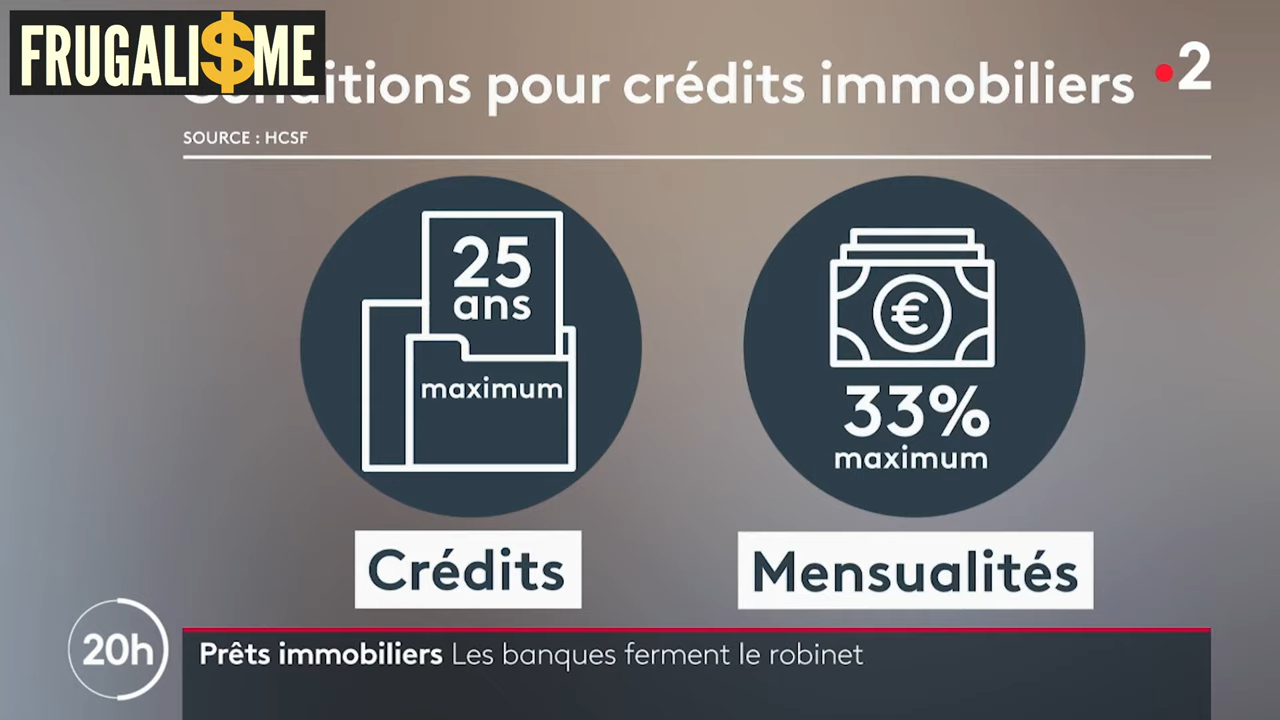 FRUGALI$ME
ditions pour crédits immobiliers
2
SOURCE : HCSF
25
ans
maximum
€
33%
maximum
Crédits
Mensualités
20h
Prêts immobiliers Les banques ferment le robinet